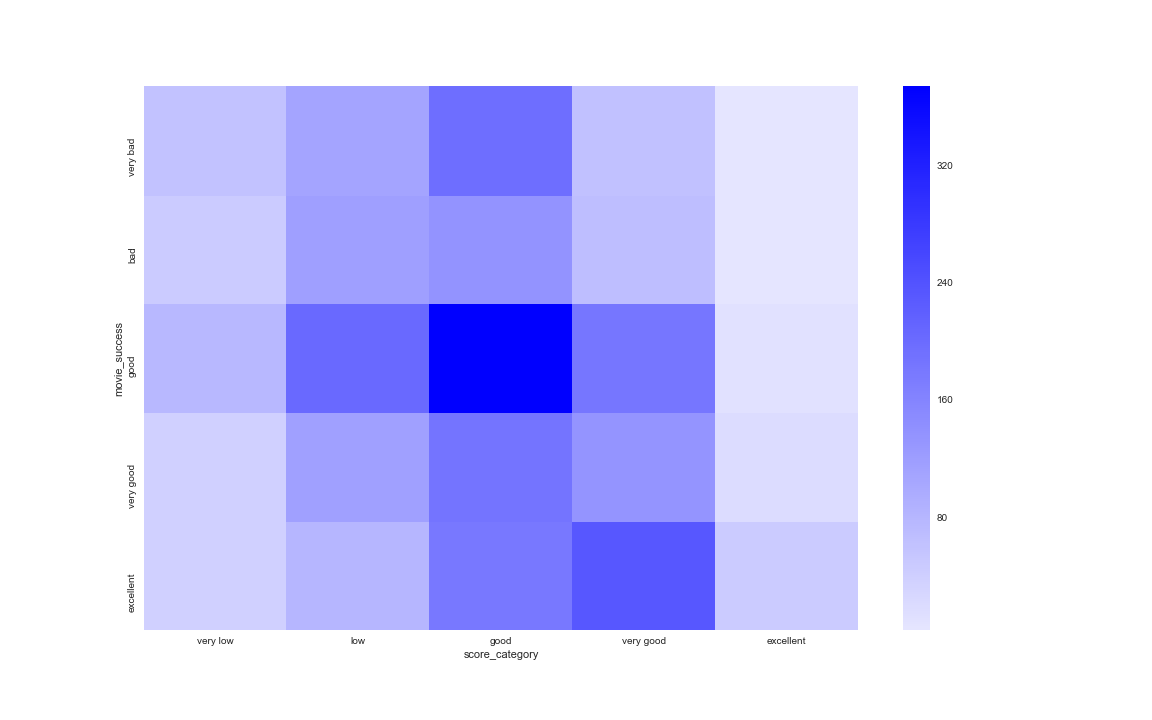 very bad
bad
good
very good
excellent
movie_success
very low
low
good
very good
excellent
score_category
320
240
160
80